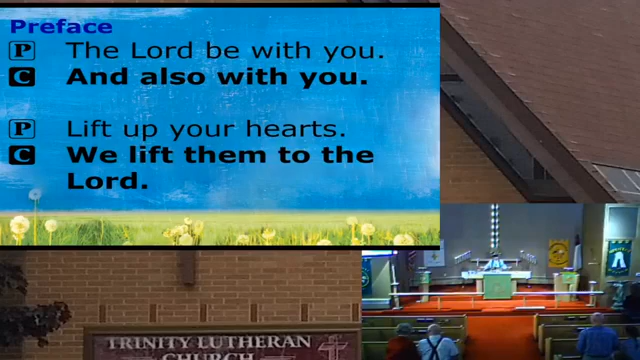 Preface
P The Lord be with you.
C And also with you.
P Lift up your hearts.
C We lift them to the
Lord.
TRINITY LUTHERAN
CHURCH